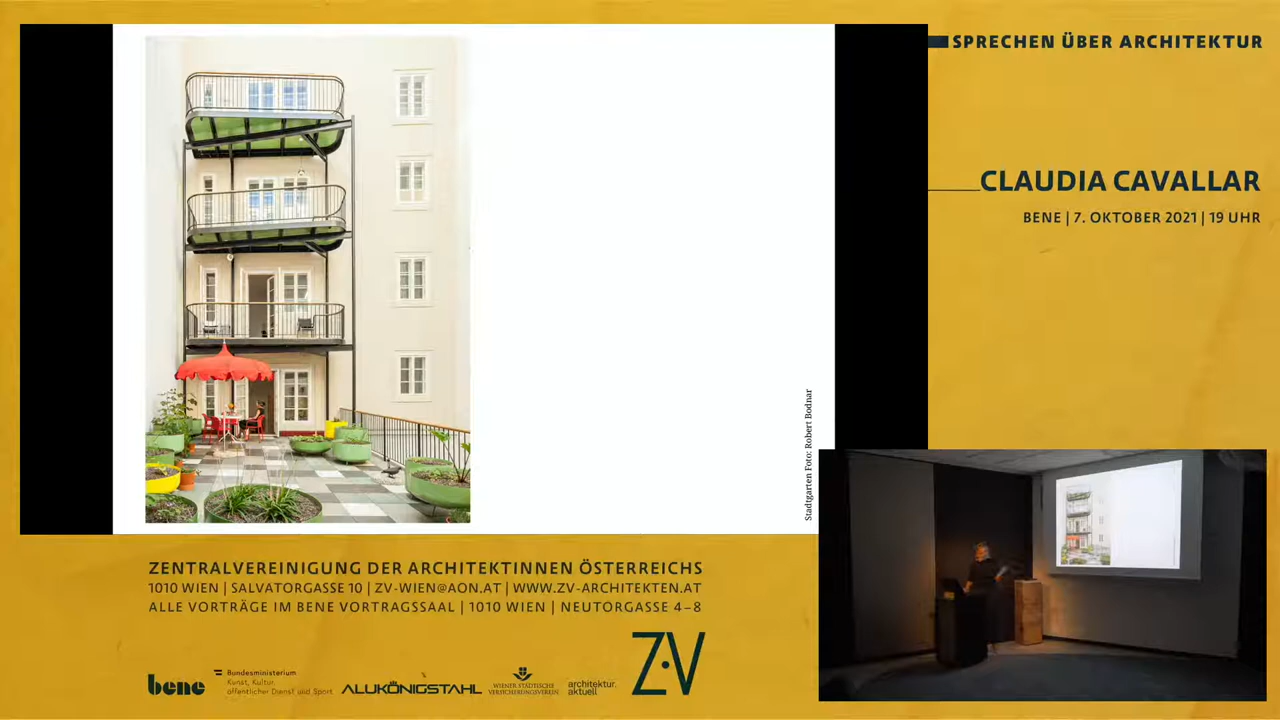 SPRECHEN ÜBER ARCHITEKTUR
CLAUDIA CAVALLAR
BENE | 7. OKTOBER 2021 | 19 UHR
Stadtgarten Foto: Robert Bodnar
ZENTRALVEREINIGUNG DER ARCHITEKTINNEN ÖSTERREICHS
1010 WIEN | SALVATORGASSE 10 | ZV-WIEN@AON.AT | WWW.ZV-ARCHITEKTEN.AT
ALLE VORTRÄGE IM BENE VORTRAGSSAAL | 1010 WIEN | NEUTORGASSE 4–8
bene
Bundesministerium
Kunst, Kultur,
öffentlicher Dienst und Sport
ALUKÖNIGSTAHL
WIENER STÄDTISCHE
VERSICHERUNGSVEREIN
architektur.
aktuell
ZV